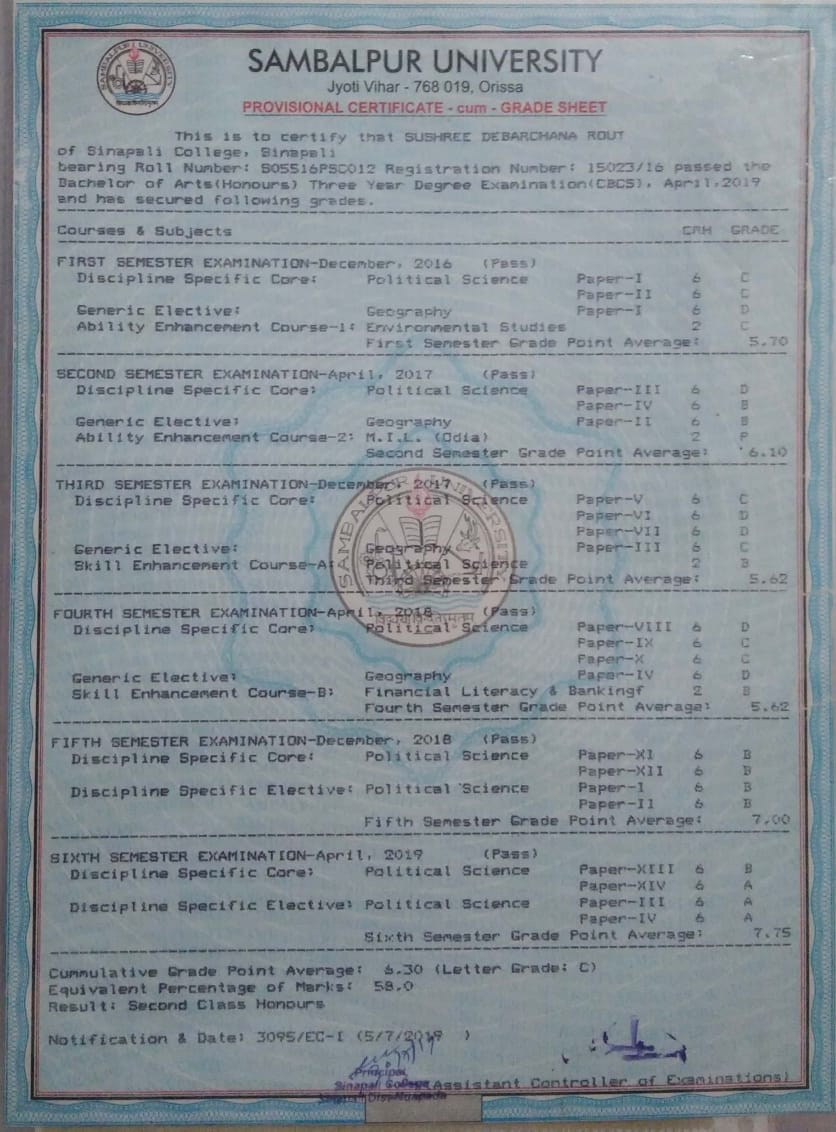 SAMBALPUR UNIVERSITY
Jyoti Vihar - 768 019, Orissa
PROVISIONAL CERTIFICATE - cum - GRADE SHEET
This is to certify that SUSHREE DEBARCHANA ROUT
of Sinapali College, Sinapali
bearing Roll Number: S05516PSC012 Registration Number: 15023/16 passed the
Bachelor of Arts(Honours) Three Year Degree Examination(CBCS), April,2019
and has secured following grades.
Courses & Subjects CRH GRADE
FIRST SEMESTER EXAMINATION-December, 2016 (Pass)
Discipline Specific Core: Political Science Paper-I 6 C
Paper-II 6 C
Generic Elective: Geography Paper-I 6 D
Ability Enhancement Course-1: Environmental Studies 2 C
First Semester Grade Point Average: 5.70
SECOND SEMESTER EXAMINATION-April, 2017 (Pass)
Discipline Specific Core: Political Science Paper-III 6 D
Paper-IV 6 B
Generic Elective: Geography Paper-II 6 B
Ability Enhancement Course-2: M.I.L. (Odia) 2 P
Second Semester Grade Point Average: 6.10
THIRD SEMESTER EXAMINATION-December, 2017 (Pass)
Discipline Specific Core: Political Science Paper-V 6 C
Paper-VI 6 D
Paper-VII 6 D
Generic Elective: Geography Paper-III 6 C
Skill Enhancement Course-A: Political Science 2 B
Third Semester Grade Point Average: 5.62
FOURTH SEMESTER EXAMINATION-April, 2018 (Pass)
Discipline Specific Core: Political Science Paper-VIII 6 D
Paper-IX 6 C
Paper-X 6 C
Generic Elective: Geography Paper-IV 6 D
Skill Enhancement Course-B: Financial Literacy & Bankingf 2 B
Fourth Semester Grade Point Average: 5.62
FIFTH SEMESTER EXAMINATION-December, 2018 (Pass)
Discipline Specific Core: Political Science Paper-XI 6 B
Paper-XII 6 B
Discipline Specific Elective: Political Science Paper-I 6 B
Paper-II 6 B
Fifth Semester Grade Point Average: 7.00
SIXTH SEMESTER EXAMINATION-April, 2019 (Pass)
Discipline Specific Core: Political Science Paper-XIII 6 B
Paper-XIV 6 A
Discipline Specific Elective: Political Science Paper-III 6 A
Paper-IV 6 A
Sixth Semester Grade Point Average: 7.75
Cummulative Grade Point Average: 6.30 (Letter Grade: C)
Equivalent Percentage of Marks: 58.0
Result: Second Class Honours
Notification & Date: 3095/EC-I (5/7/2019 )
Principal
Sinapali College (Assistant Controller of Examinations)
SAMBALPUR UNIVERSITY